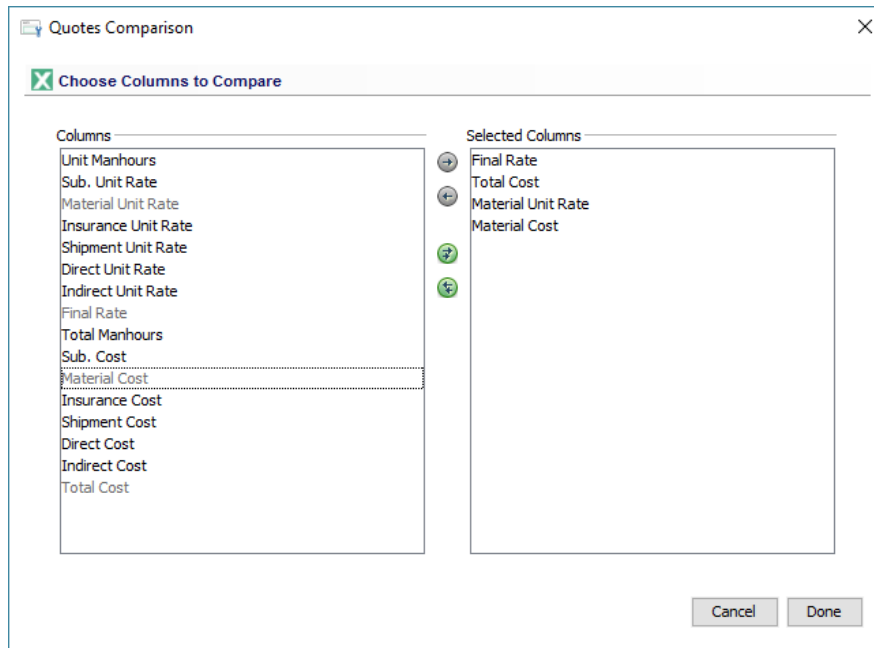 Quotes Comparison
Choose Columns to Compare
Columns
Unit Manhours
Sub. Unit Rate
Material Unit Rate
Insurance Unit Rate
Shipment Unit Rate
Direct Unit Rate
Indirect Unit Rate
Final Rate
Total Manhours
Sub. Cost
Material Cost
Insurance Cost
Shipment Cost
Direct Cost
Indirect Cost
Total Cost
Selected Columns
Final Rate
Total Cost
Material Unit Rate
Material Cost
Cancel
Done